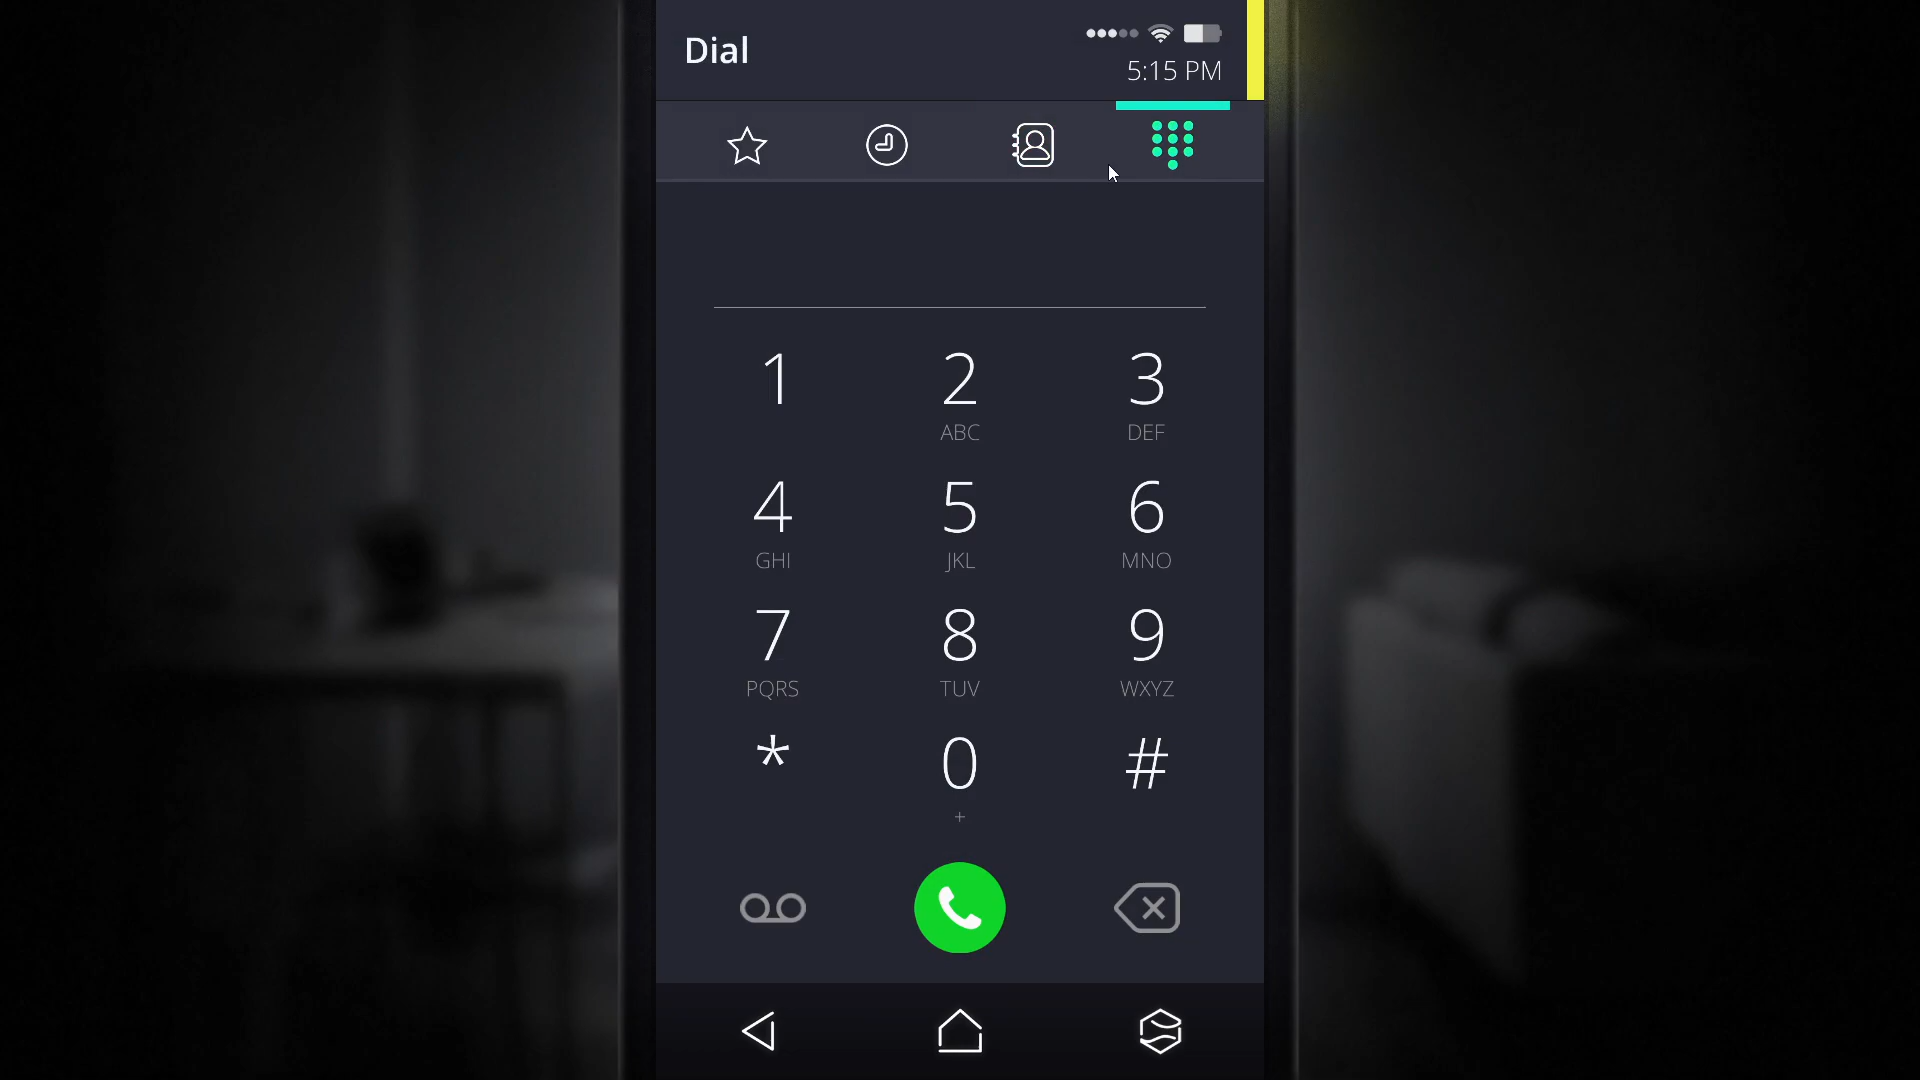 Dial
5:15 PM
1 2 3
ABC DEF
4 5 6
GHI JKL MNO
7 8 9
PQRS TUV WXYZ
* 0 #
+